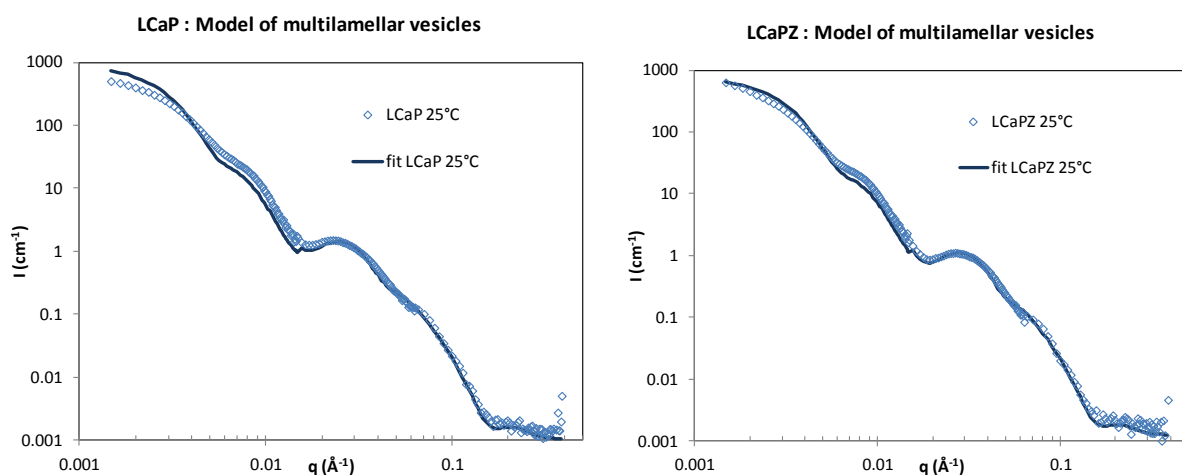 LCaP : Model of multilamellar vesicles
1000
100
10
1
0.1
0.01
0.001
I (cm⁻¹)
LCaP 25°C
fit LCaP 25°C
0.001 0.01 0.1
q (Å⁻¹)
LCaPZ : Model of multilamellar vesicles
1000
100
10
1
0.1
0.01
0.001
I (cm⁻¹)
LCaPZ 25°C
fit LCaPZ 25°C
0.001 0.01 0.1
q (Å⁻¹)